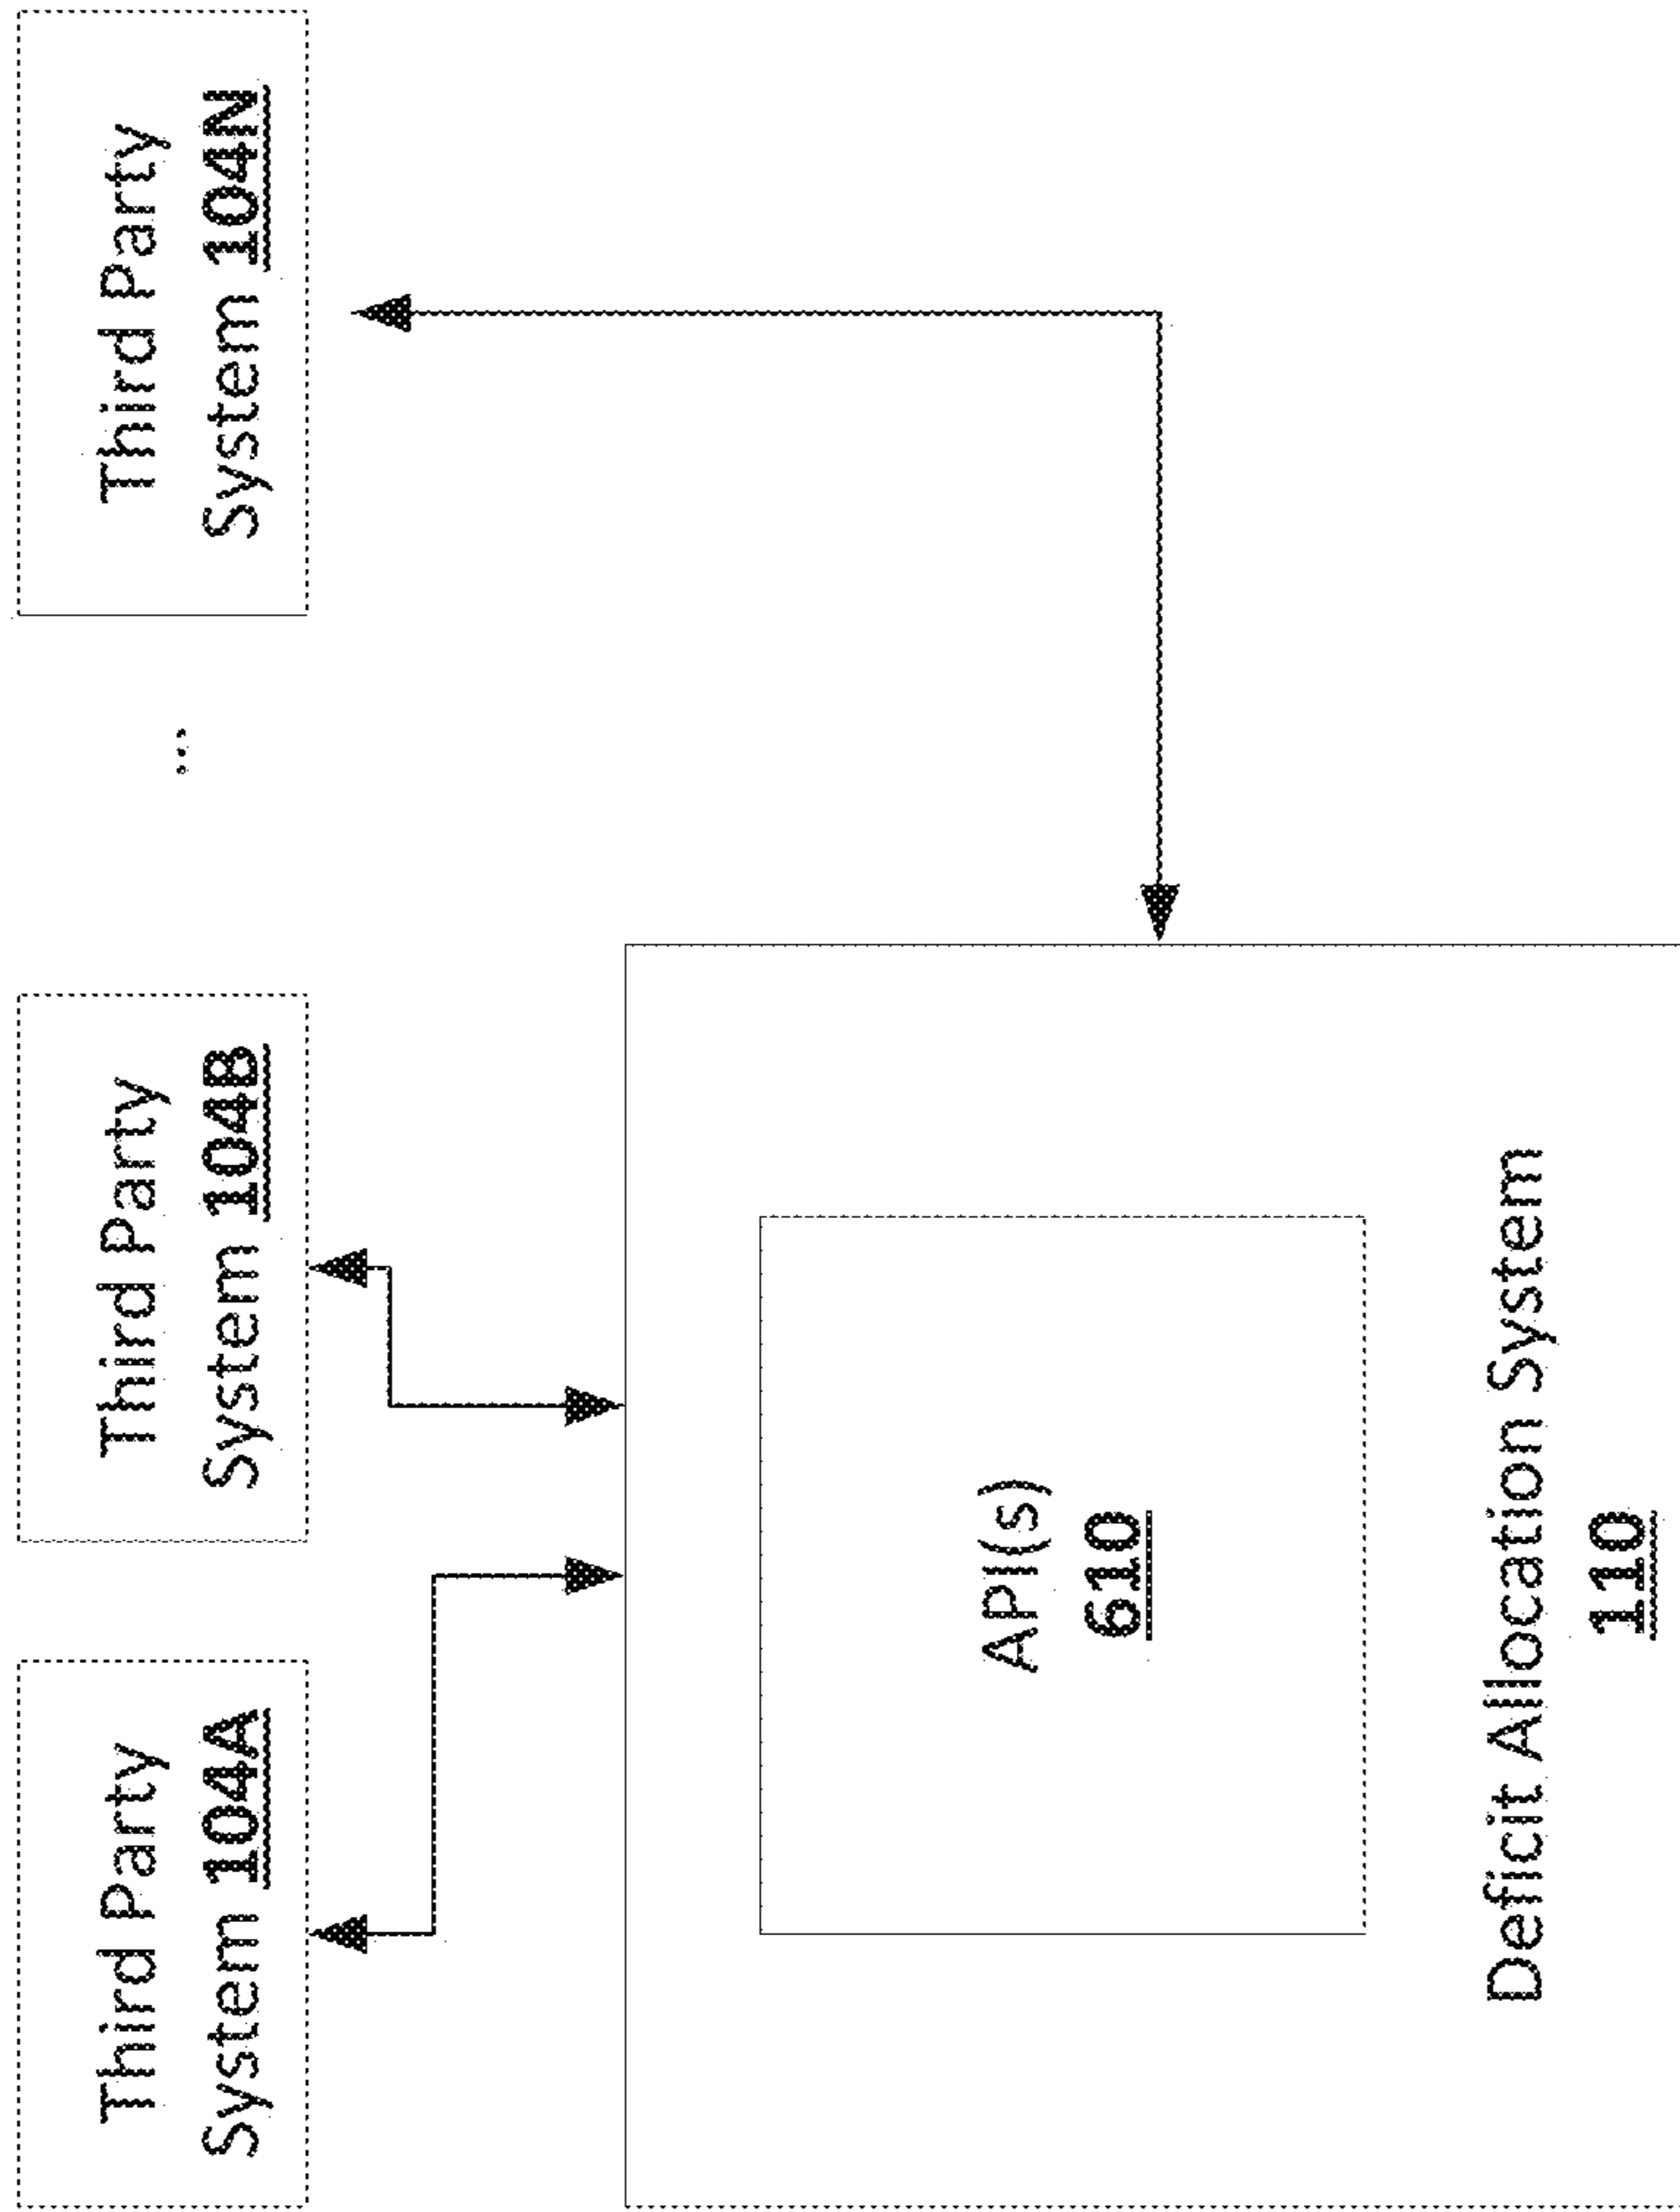 Third Party
System 104A
Third Party
System 104B
...
Third Party
System 104N
API(s)
610
Deficit Allocation System
110